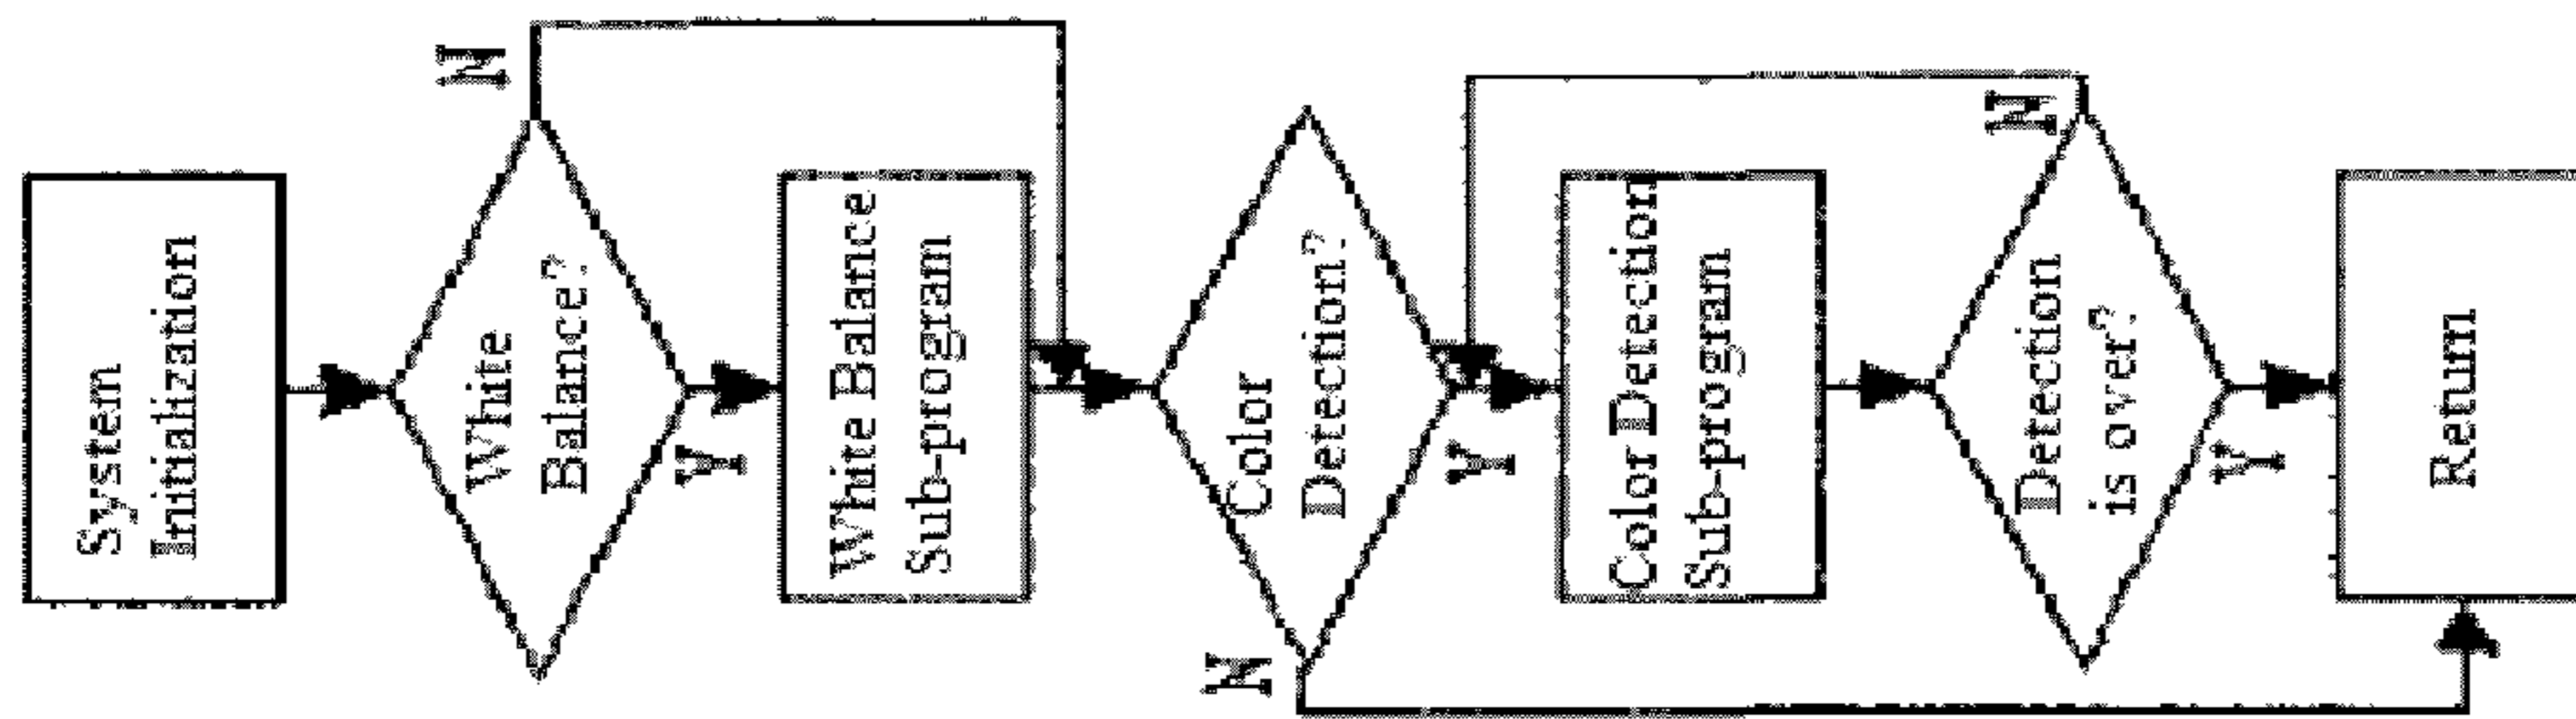 System
Initialization
N
White
Balance?
Y
White Balance
Sub-program
N
Color
Detection?
Y
Color Detection
Sub-program
N
Detection
is over?
Y
Return